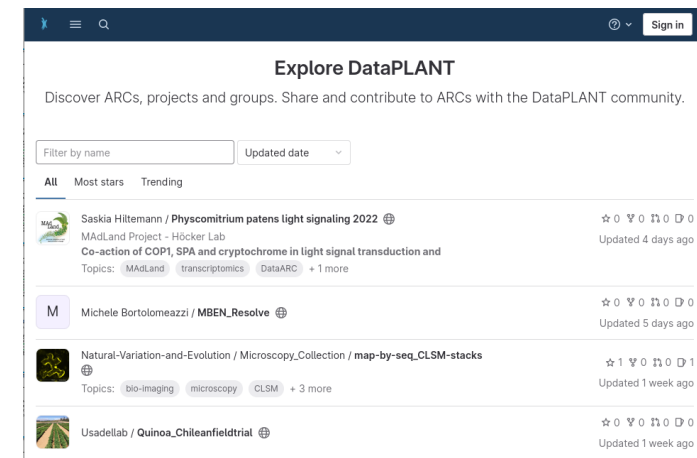 Sign in
Explore DataPLANT
Discover ARCs, projects and groups. Share and contribute to ARCs with the DataPLANT community.
Filter by name
Updated date
All Most stars Trending
Saskia Hiltemann / Physcomitrium patens light signaling 2022
0 0 0 0
MAdLand Project - Höcker Lab
Updated 4 days ago
Co-action of COP1, SPA and cryptochrome in light signal transduction and
Topics: MAdLand transcriptomics DataARC + 1 more
M
Michele Bortolomeazzi / MBEN_Resolve
0 0 0 0
Updated 5 days ago
Natural-Variation-and-Evolution / Microscopy_Collection / map-by-seq_CLSM-stacks
1 0 0 1
Topics: bio-imaging microscopy CLSM + 3 more
Updated 1 week ago
Usadellab / Quinoa_Chileanfieldtrial
0 0 0 0
Updated 1 week ago